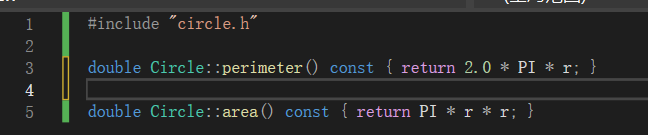 1 #include "circle.h"
2
3 double Circle::perimeter() const { return 2.0 * PI * r; }
4
5 double Circle::area() const { return PI * r * r; }